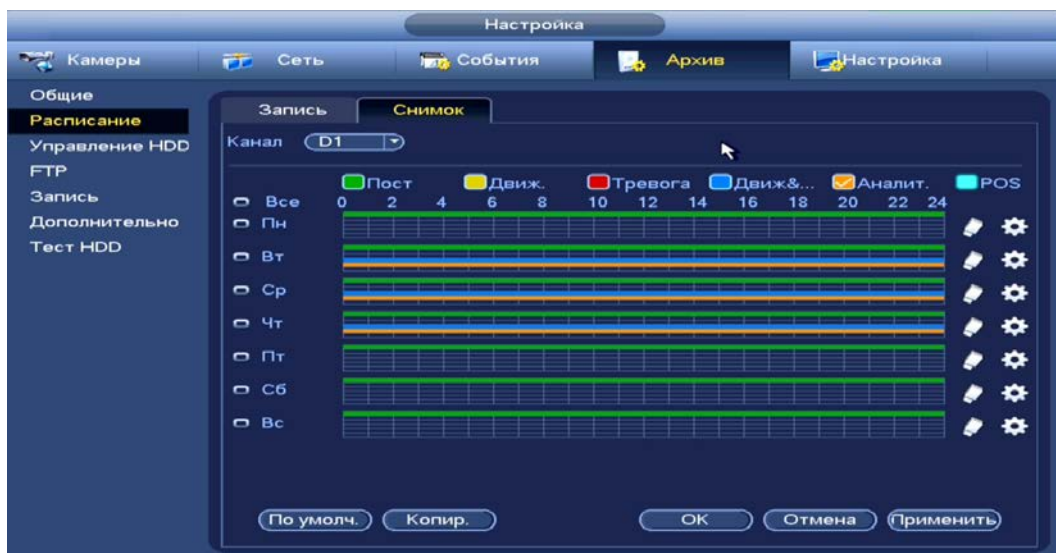 Настройка
Камеры Сеть События Архив Настройка
Общие
Расписание
Управление HDD
FTP
Запись
Дополнительно
Тест HDD
Запись Снимок
Канал D1
Пост Движ. Тревога Движ&... Аналит. POS
Все 0 2 4 6 8 10 12 14 16 18 20 22 24
Пн
Вт
Ср
Чт
Пт
Сб
Вс
По умолч. Копир. OK Отмена Применить